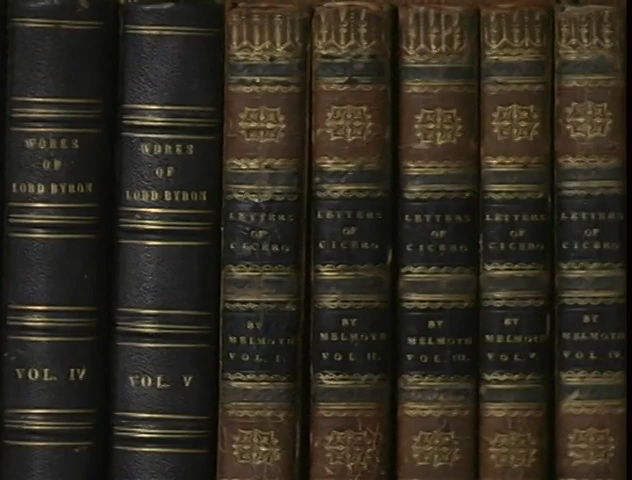 WORKS
OF
LORD BYRON
VOL. IV
WORKS
OF
LORD BYRON
VOL. V
LETTERS
OF
CICERO
BY
MELMOTH
VOL. I.
LETTERS
OF
CICERO
BY
MELMOTH
VOL II.
LETTERS
OF
CICERO
BY
MELMOTH
VOL. III.
LETTERS
OF
CICERO
BY
MELMOTH
VOL. V
LETTERS
OF
CICERO
BY
MELMOTH
VOL. IV.